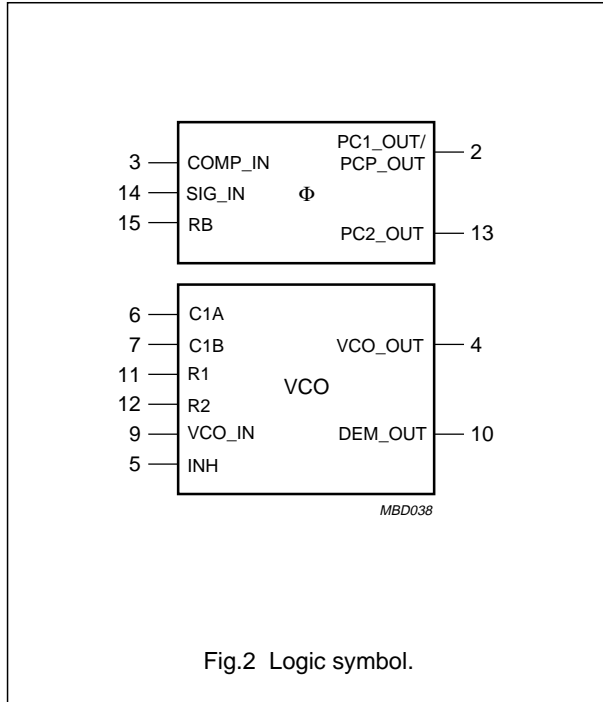 PC1_OUT/
3 COMP_IN PCP_OUT 2
14 SIG_IN Φ
15 RB PC2_OUT 13
6 C1A
7 C1B VCO_OUT 4
11 R1
VCO
12 R2
9 VCO_IN DEM_OUT 10
5 INH
MBD038
Fig.2 Logic symbol.